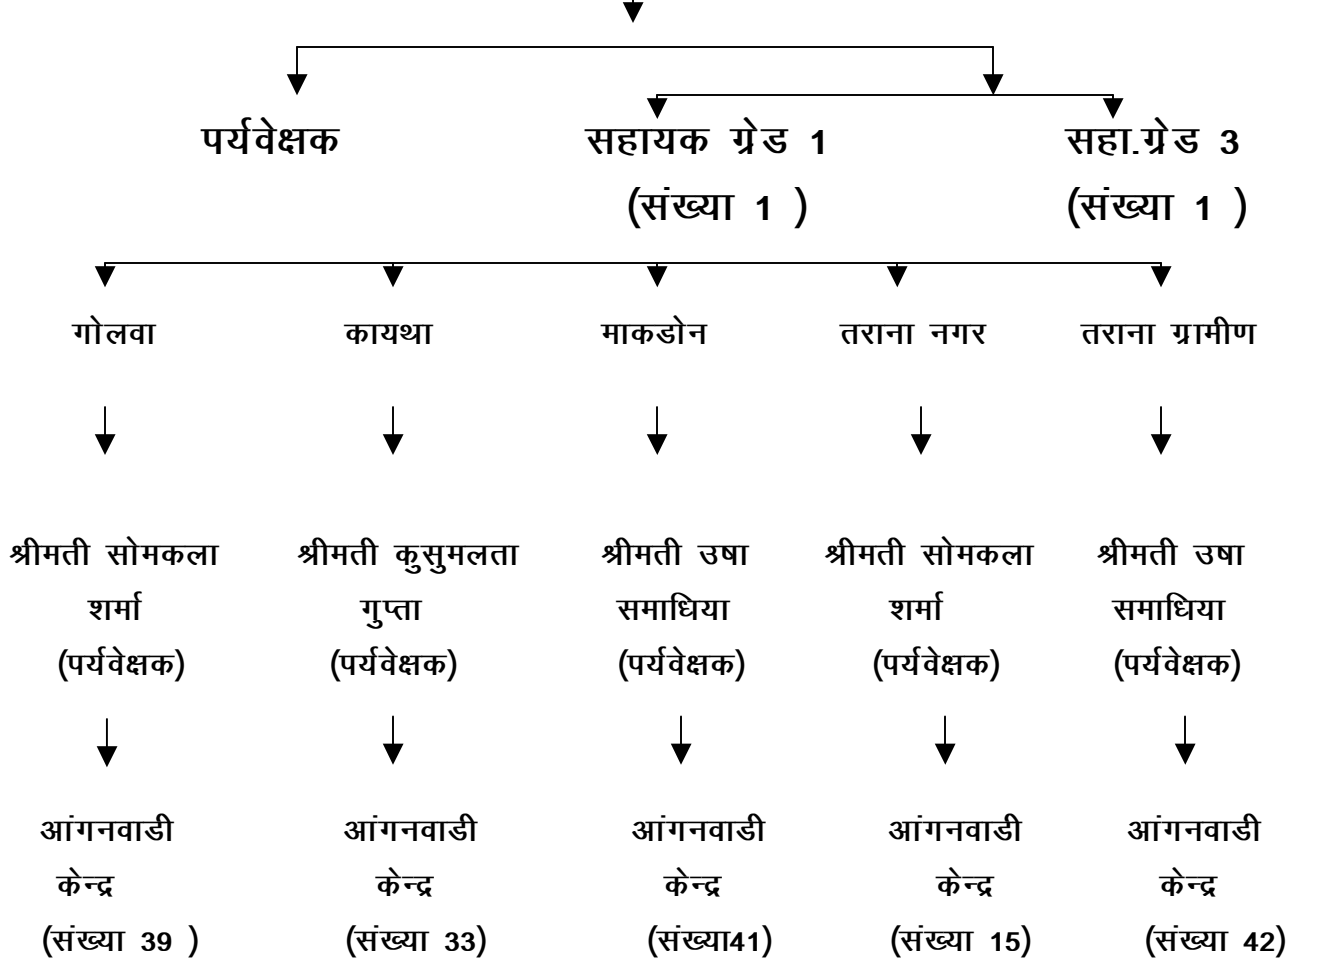 पर्यवेक्षक सहायक ग्रेड 1 सहा.ग्रेड 3
(संख्या 1 ) (संख्या 1 )
गोलवा कायथा माकडोन तराना नगर तराना ग्रामीण
श्रीमती सोमकला श्रीमती कुसुमलता श्रीमती उषा श्रीमती सोमकला श्रीमती उषा
शर्मा गुप्ता समाधिया शर्मा समाधिया
(पर्यवेक्षक) (पर्यवेक्षक) (पर्यवेक्षक) (पर्यवेक्षक) (पर्यवेक्षक)
आंगनवाडी आंगनवाडी आंगनवाडी आंगनवाडी आंगनवाडी
केन्द्र केन्द्र केन्द्र केन्द्र केन्द्र
(संख्या 39 ) (संख्या 33) (संख्या41) (संख्या 15) (संख्या 42)